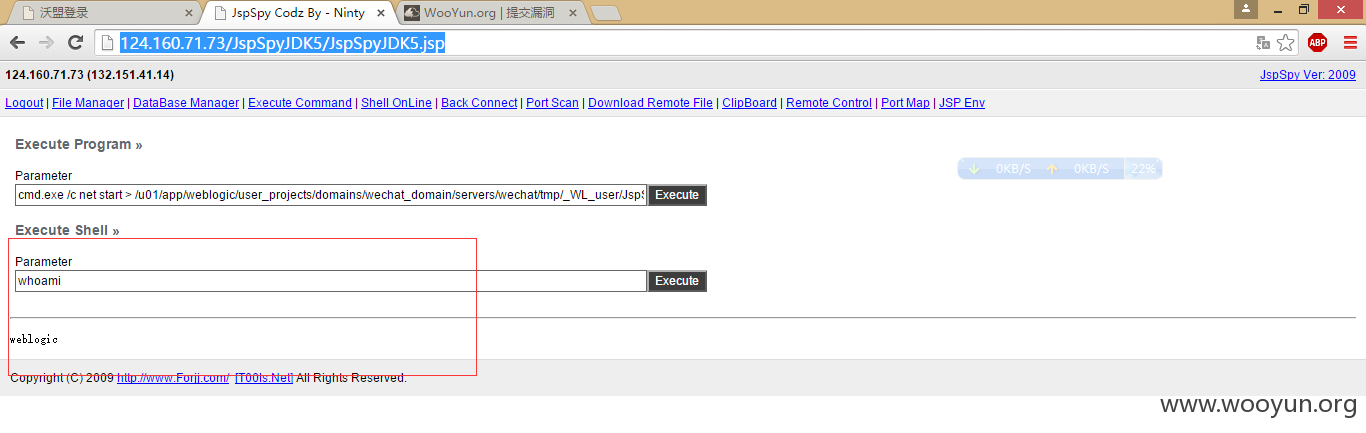 沃盟登录
JspSpy Codz By - Ninty
WooYun.org | 提交漏洞
124.160.71.73/JspSpyJDK5/JspSpyJDK5.jsp
ABP
124.160.71.73 (132.151.41.14)
JspSpy Ver: 2009
Logout | File Manager | DataBase Manager | Execute Command | Shell OnLine | Back Connect | Port Scan | Download Remote File | ClipBoard | Remote Control | Port Map | JSP Env
Execute Program »
0KB/S 0KB/S 22%
Parameter
cmd.exe /c net start > /u01/app/weblogic/user_projects/domains/wechat_domain/servers/wechat/tmp/_WL_user/JspS
Execute
Execute Shell »
Parameter
whoami
Execute
weblogic
Copyright (C) 2009 http://www.Forjj.com/ [T00ls.Net] All Rights Reserved.
www.wooyun.org